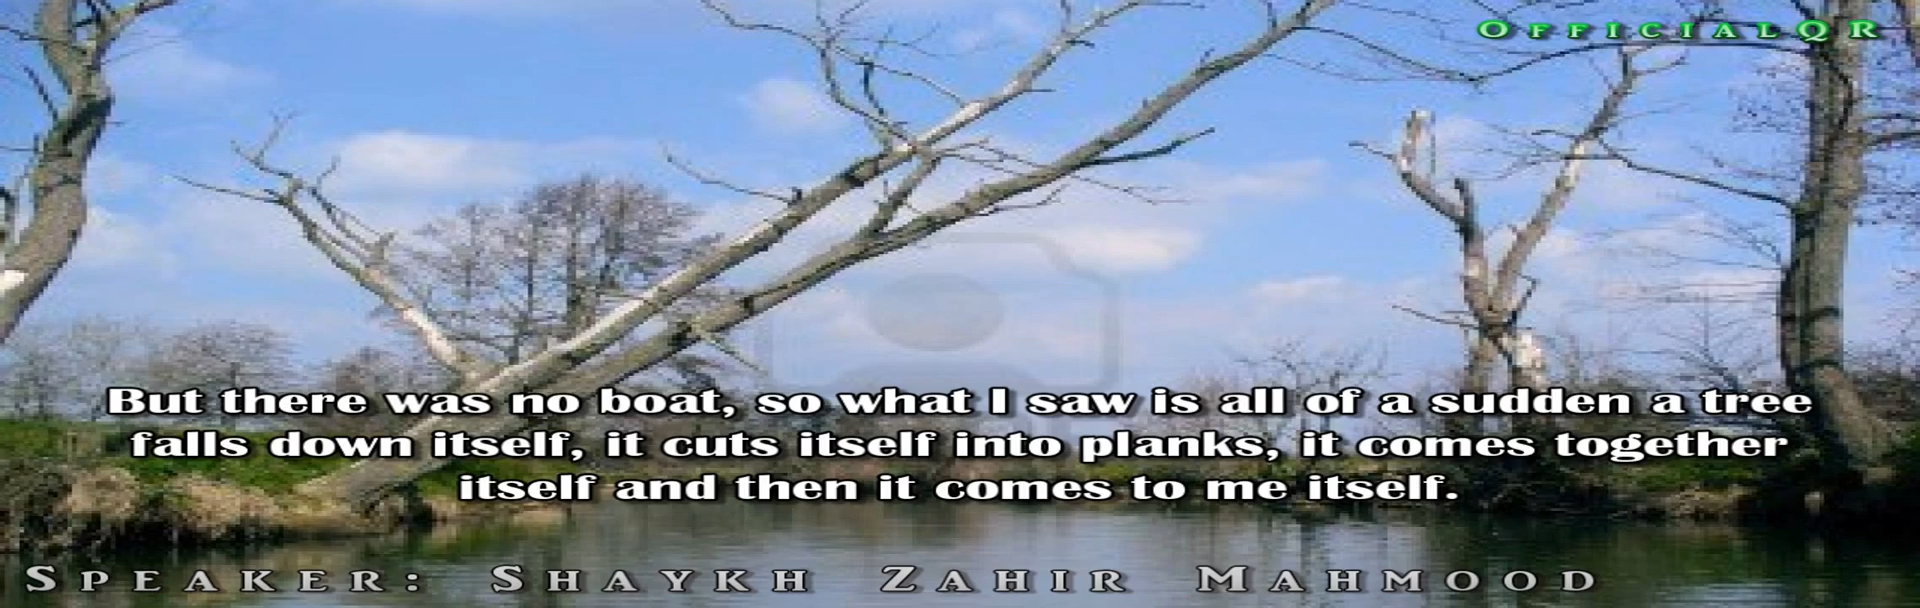 OfficialQR
But there was no boat, so what I saw is all of a sudden a tree
falls down itself, it cuts itself into planks, it comes together
itself and then it comes to me itself.
Speaker: Shaykh Zahir Mahmood